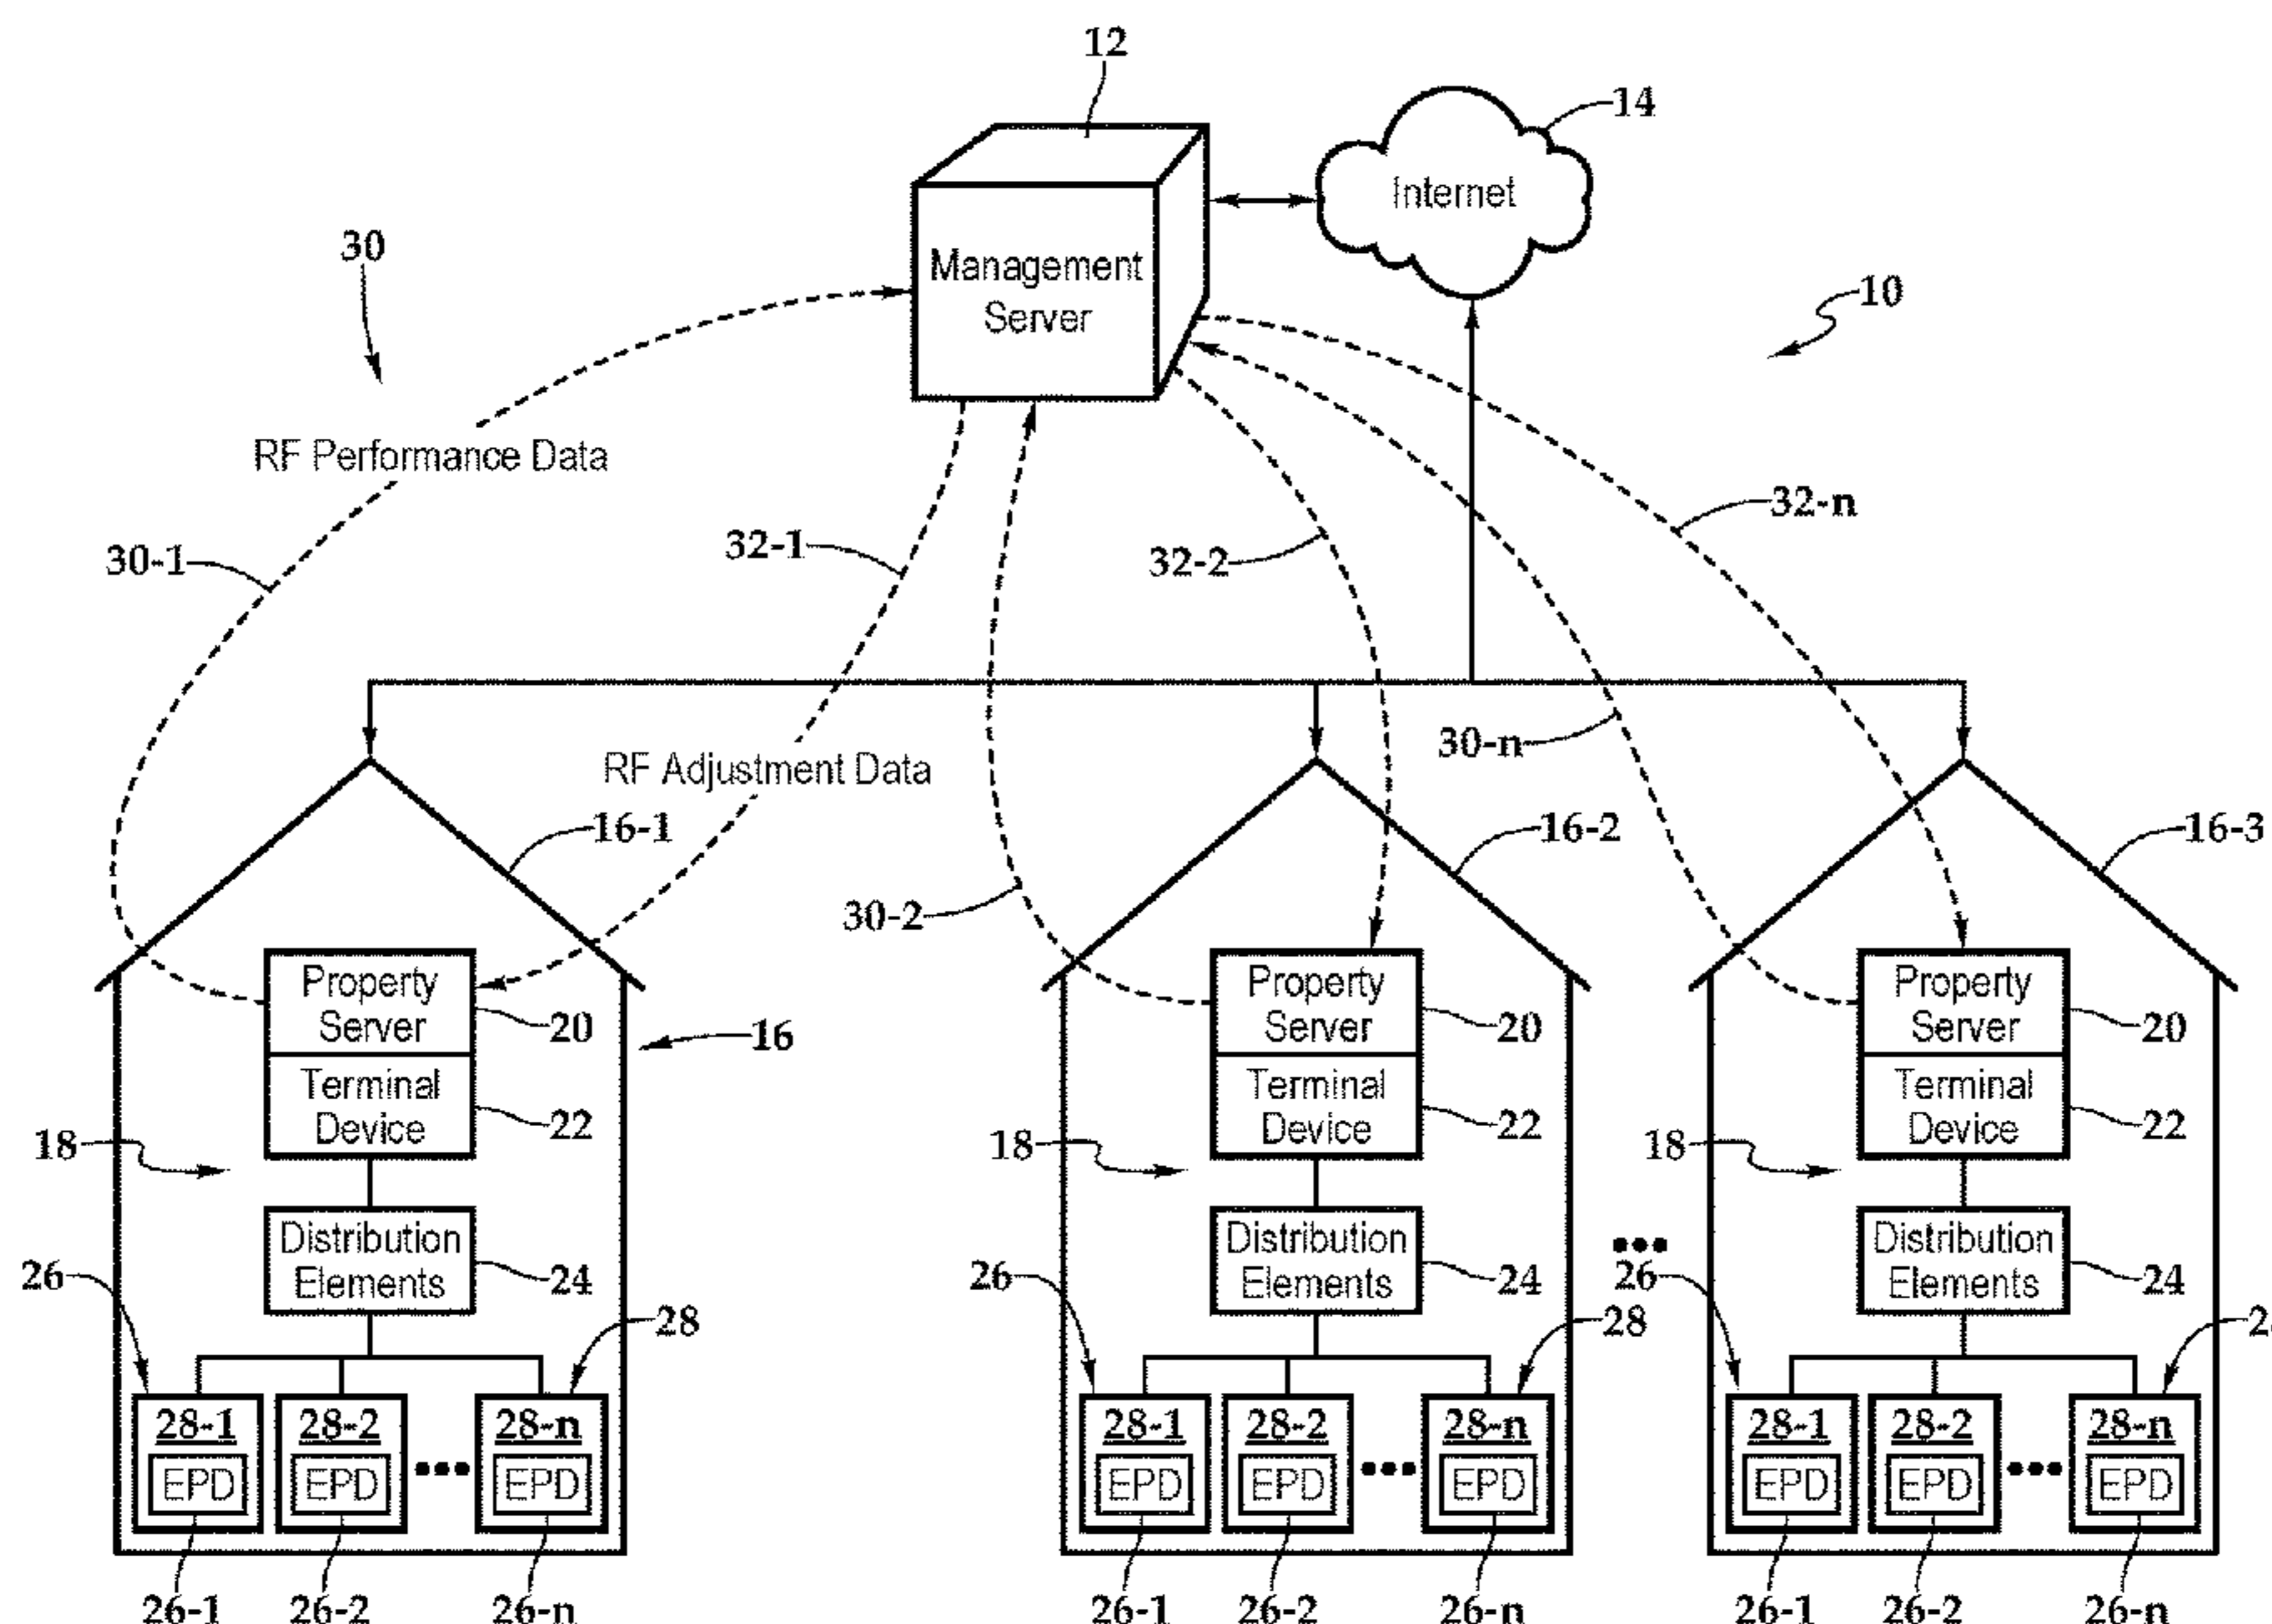 12
14
Internet
30
Management
Server
10
RF Performance Data
32-n
30-1
32-1
32-2
30-n
RF Adjustment Data
16-1
16-2
16-3
30-2
Property
Server
20
16
Terminal
Device
22
18
Distribution
Elements
24
26
28
28-1
28-2
28-n
EPD
EPD
EPD
26-1
26-2
26-n
Property
Server
20
Terminal
Device
22
18
Distribution
Elements
24
26
28
28-1
28-2
28-n
EPD
EPD
EPD
26-1
26-2
26-n
Property
Server
20
Terminal
Device
22
18
Distribution
Elements
24
26
28-1
28-2
28-n
EPD
EPD
EPD
26-1
26-2
26-n